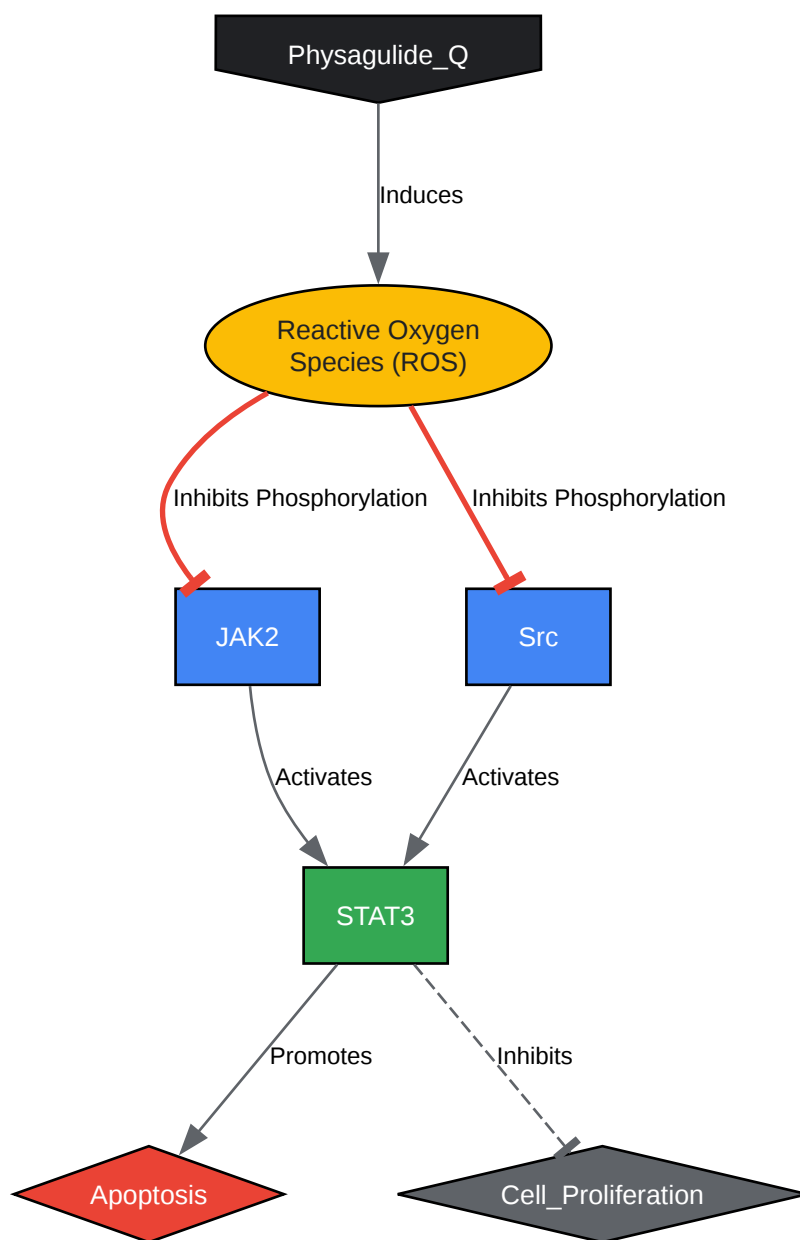 Physagulide_Q
Induces
Reactive Oxygen
Species (ROS)
Inhibits Phosphorylation
Inhibits Phosphorylation
JAK2
Src
Activates
Activates
STAT3
Promotes
Inhibits
Apoptosis
Cell_Proliferation